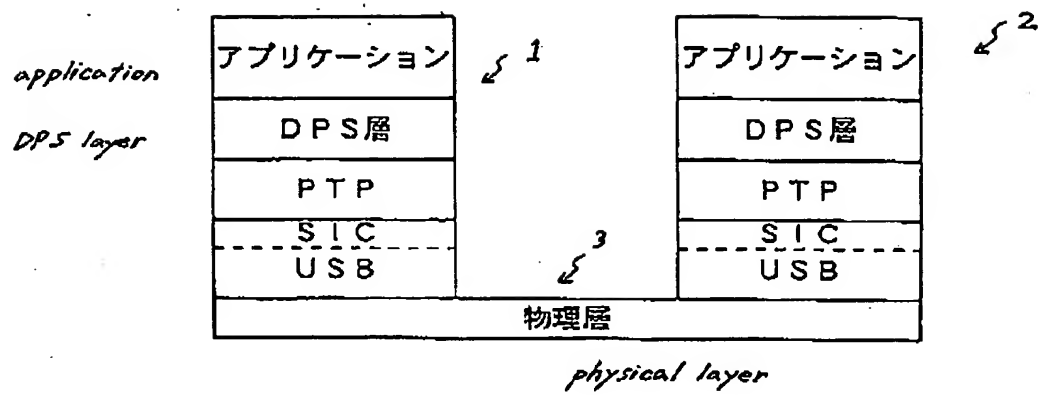 application
DPS layer
アプリケーション
DPS層
PTP
SIC
USB
1
アプリケーション
DPS層
PTP
SIC
USB
2
3
物理層
physical layer